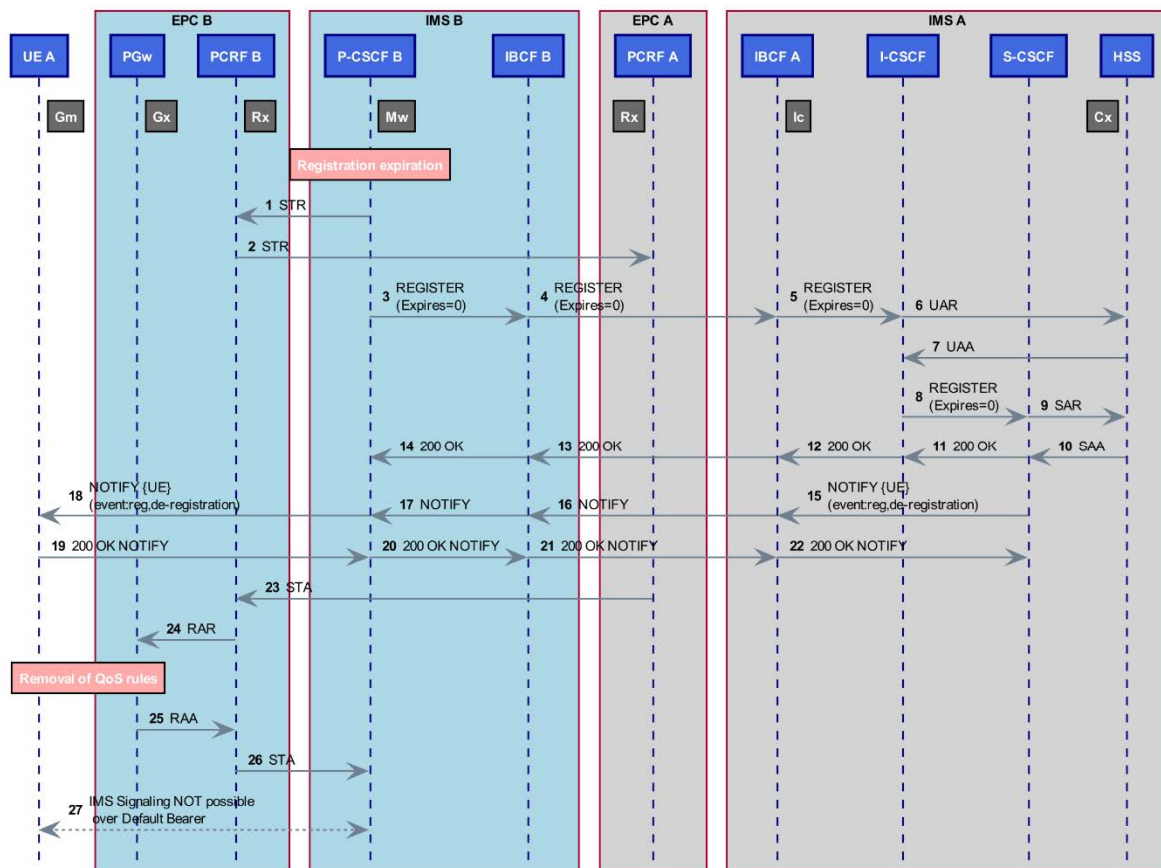 EPC B
IMS B
EPC A
IMS A
UE A
PGw
PCRF B
P-CSCF B
IBCF B
PCRF A
IBCF A
I-CSCF
S-CSCF
HSS
Gm
Gx
Rx
Mw
Rx
Ic
Cx
Registration expiration
1 STR
2 STR
3 REGISTER
(Expires=0)
4 REGISTER
(Expires=0)
5 REGISTER
(Expires=0)
6 UAR
7 UAA
8 REGISTER
(Expires=0)
9 SAR
14 200 OK
13 200 OK
12 200 OK
11 200 OK
10 SAA
18 NOTIFY {UE}
(event:reg,de-registration)
17 NOTIFY
16 NOTIFY
15 NOTIFY {UE}
(event:reg,de-registration)
19 200 OK NOTIFY
20 200 OK NOTIFY
21 200 OK NOTIFY
22 200 OK NOTIFY
23 STA
24 RAR
Removal of QoS rules
25 RAA
26 STA
27 IMS Signaling NOT possible
over Default Bearer